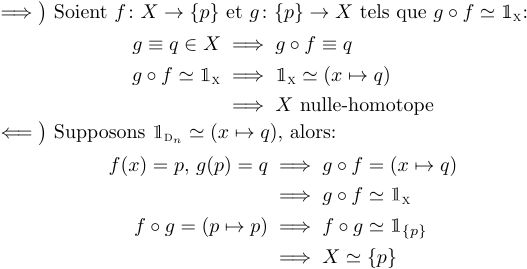 ⟹) Soient f: X → {p} et g: {p} → X tels que g ∘ f ≃ 𝟙_X:
g ≡ q ∈ X ⟹ g ∘ f ≡ q
g ∘ f ≃ 𝟙_X ⟹ 𝟙_X ≃ (x ↦ q)
⟹ X nulle-homotope
⟸) Supposons 𝟙_{D_n} ≃ (x ↦ q), alors:
f(x) = p, g(p) = q ⟹ g ∘ f = (x ↦ q)
⟹ g ∘ f ≃ 𝟙_X
f ∘ g = (p ↦ p) ⟹ f ∘ g ≃ 𝟙_{{p}}
⟹ X ≃ {p}